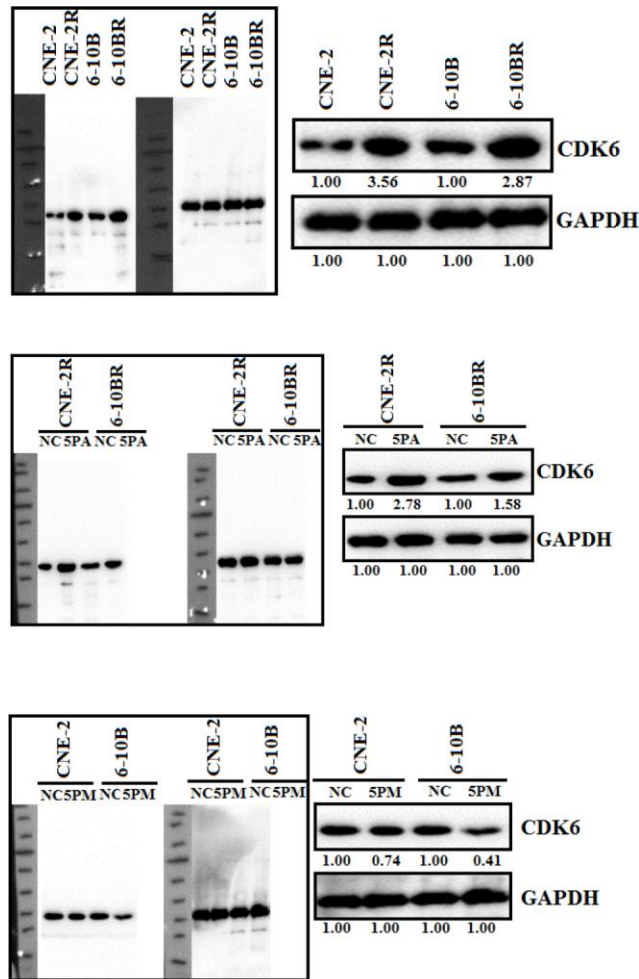 CNE-2 CNE-2R 6-10B 6-10BR
CNE-2 CNE-2R 6-10B 6-10BR
CNE-2 CNE-2R 6-10B 6-10BR
CDK6
1.00 3.56 1.00 2.87
GAPDH
1.00 1.00 1.00 1.00
CNE-2R 6-10BR
NC 5PA NC 5PA
CNE-2R 6-10BR
NC 5PA NC 5PA
CNE-2R 6-10BR
NC 5PA NC 5PA
CDK6
1.00 2.78 1.00 1.58
GAPDH
1.00 1.00 1.00 1.00
CNE-2 6-10B
NC5PM NC5PM
CNE-2 6-10B
NC5PM NC5PM
CNE-2 6-10B
NC 5PM NC 5PM
CDK6
1.00 0.74 1.00 0.41
GAPDH
1.00 1.00 1.00 1.00